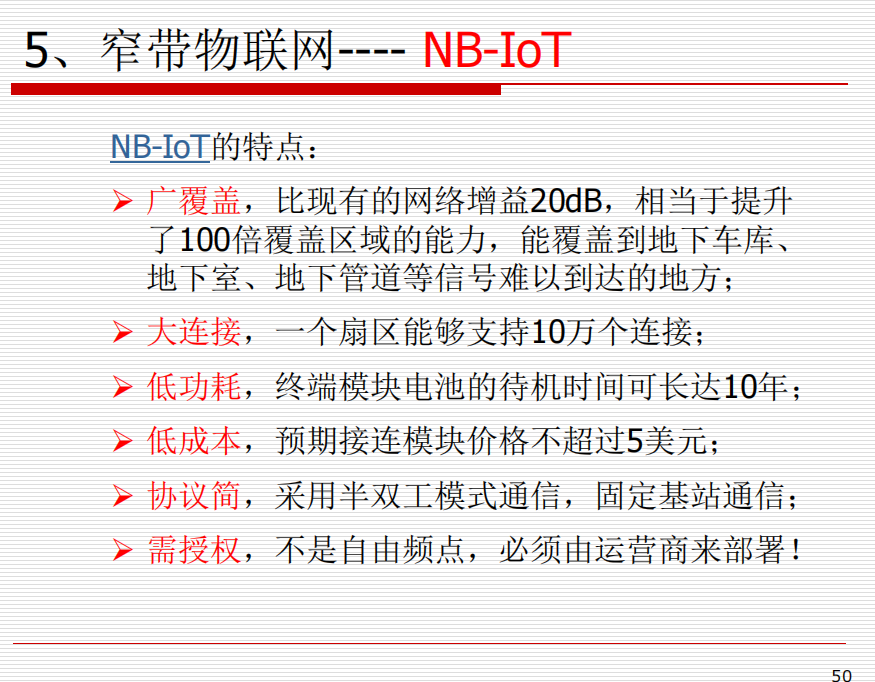 5、窄带物联网---- NB-IoT
NB-IoT的特点：
➢ 广覆盖，比现有的网络增益20dB，相当于提升
了100倍覆盖区域的能力，能覆盖到地下车库、
地下室、地下管道等信号难以到达的地方；
➢ 大连接，一个扇区能够支持10万个连接；
➢ 低功耗，终端模块电池的待机时间可长达10年；
➢ 低成本，预期接连模块价格不超过5美元；
➢ 协议简，采用半双工模式通信，固定基站通信；
➢ 需授权，不是自由频点，必须由运营商来部署！
50